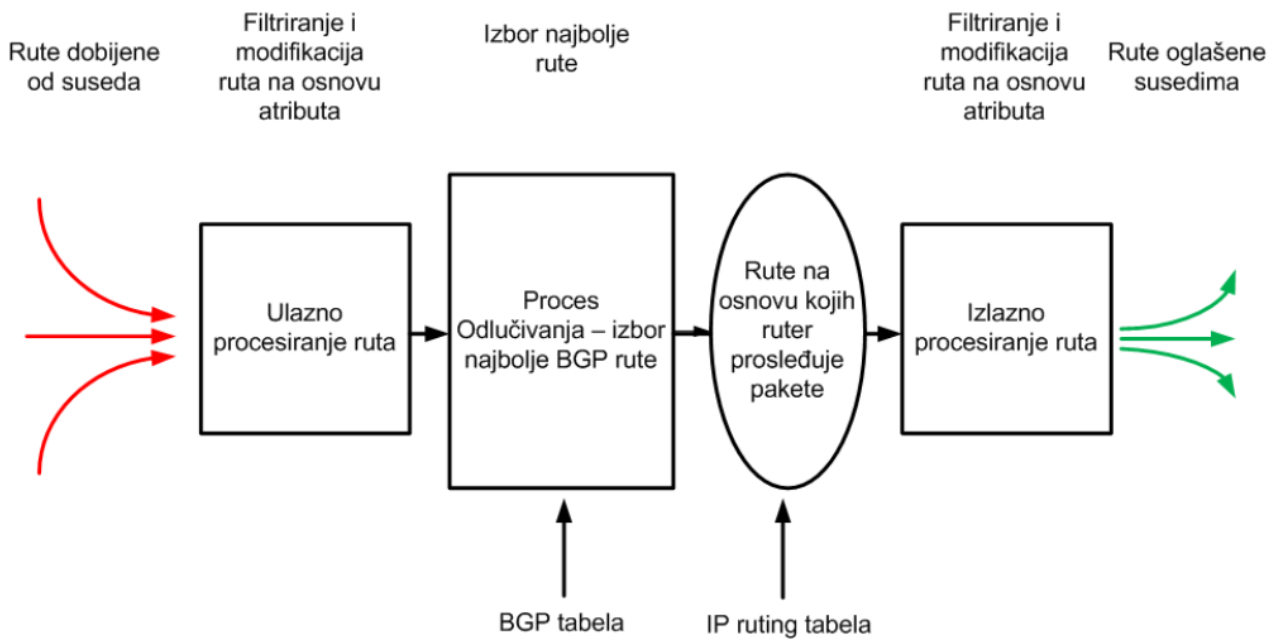 Rute dobijene
od suseda
Filtriranje i
modifikacija
ruta na osnovu
atributa
Izbor najbolje
rute
Filtriranje i
modifikacija
ruta na osnovu
atributa
Rute oglašene
susedima
Ulazno
procesiranje ruta
Proces
Odlučivanja – izbor
najbolje BGP rute
Rute na
osnovu kojih
ruter
prosleđuje
pakete
Izlazno
procesiranje ruta
BGP tabela
IP ruting tabela